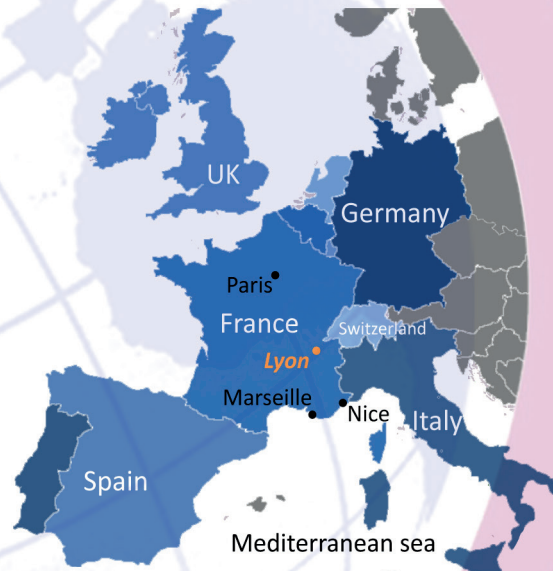 UK
Germany
Paris
France
Switzerland
Lyon
Marseille
Nice
Italy
Spain
Mediterranean sea